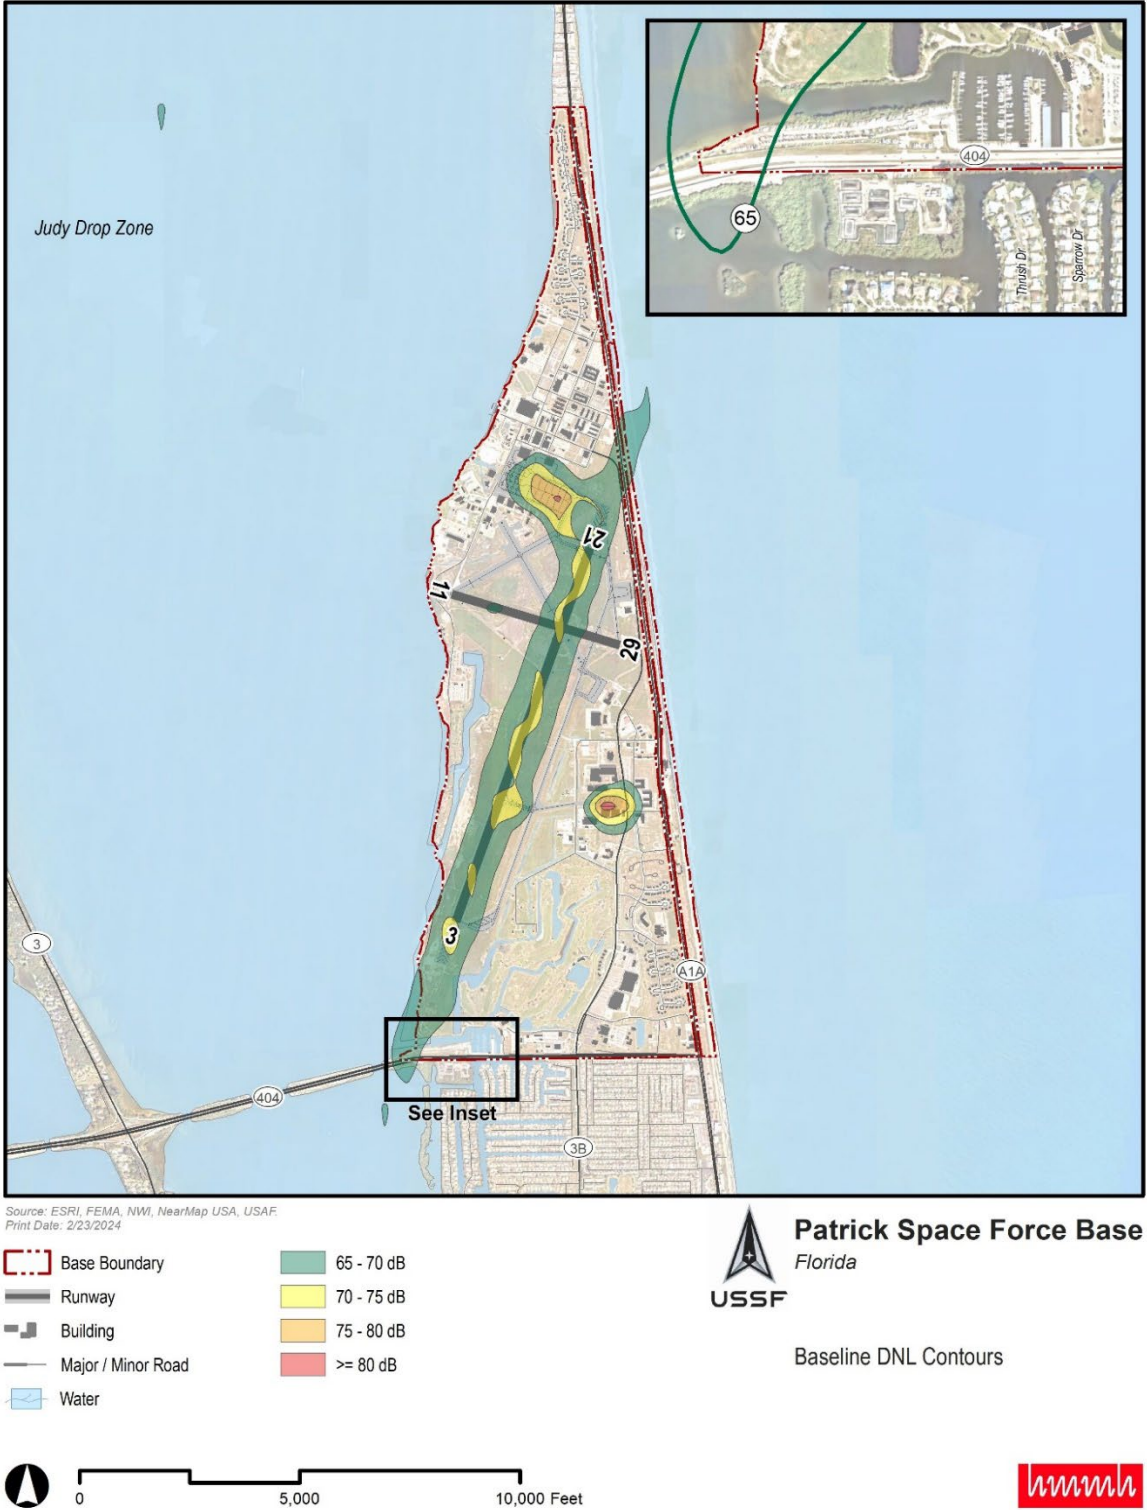 404
65
Thrush Dr
Sparrow Dr
Judy Drop Zone
21
11
29
3
3
A1A
404
See Inset
3B
Source: ESRI, FEMA, NWI, NearMap USA, USAF.
Print Date: 2/23/2024
Base Boundary
Runway
Building
Major / Minor Road
Water
65 - 70 dB
70 - 75 dB
75 - 80 dB
>= 80 dB
USSF
Patrick Space Force Base
Florida
Baseline DNL Contours
0 5,000 10,000 Feet
hmmh